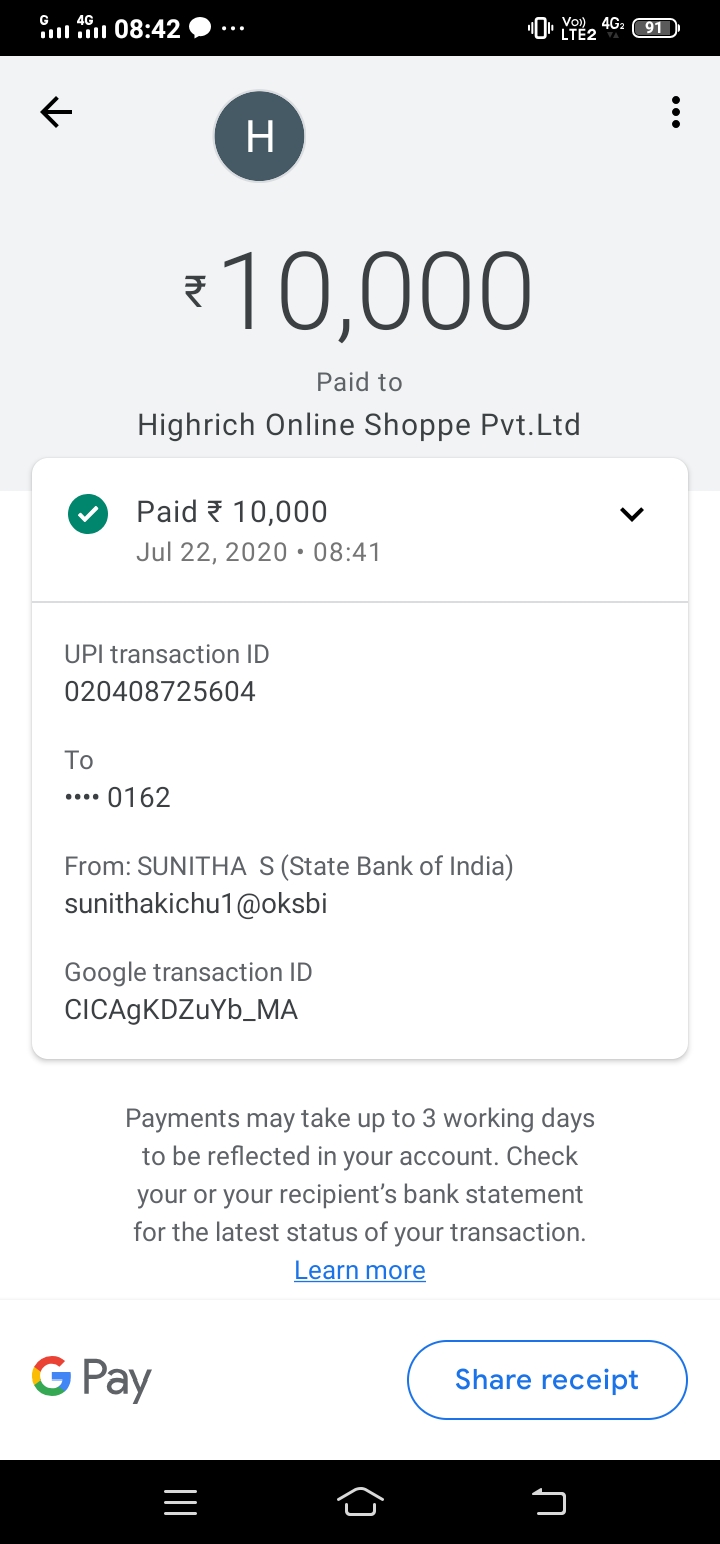 G 4G 08:42 ...
Vo)) LTE2 4G2 91
H
₹10,000
Paid to
Highrich Online Shoppe Pvt.Ltd
Paid ₹ 10,000
Jul 22, 2020 • 08:41
UPI transaction ID
020408725604
To
•••• 0162
From: SUNITHA  S (State Bank of India)
sunithakichu1@oksbi
Google transaction ID
CICAgKDZuYb_MA
Payments may take up to 3 working days
to be reflected in your account. Check
your or your recipient’s bank statement
for the latest status of your transaction.
Learn more
G Pay
Share receipt